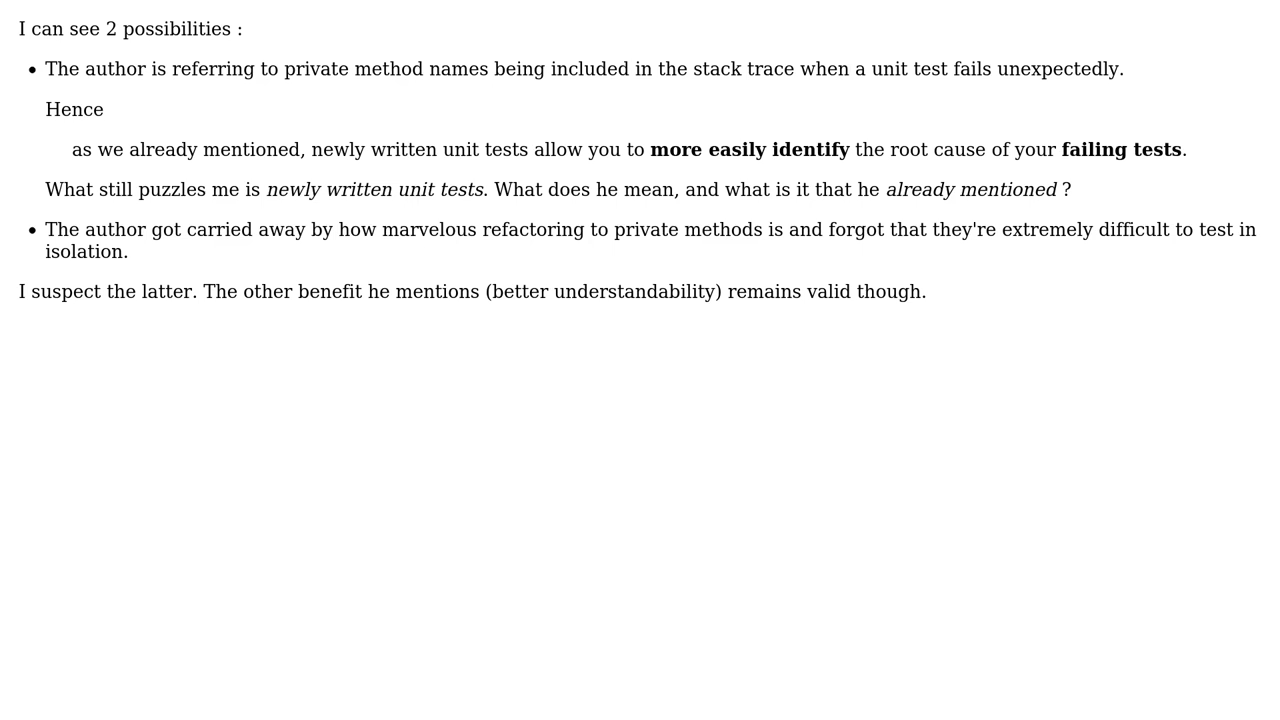 I can see 2 possibilities :
• The author is referring to private method names being included in the stack trace when a unit test fails unexpectedly.
Hence
as we already mentioned, newly written unit tests allow you to more easily identify the root cause of your failing tests.
What still puzzles me is newly written unit tests. What does he mean, and what is it that he already mentioned ?
• The author got carried away by how marvelous refactoring to private methods is and forgot that they're extremely difficult to test in
isolation.
I suspect the latter. The other benefit he mentions (better understandability) remains valid though.